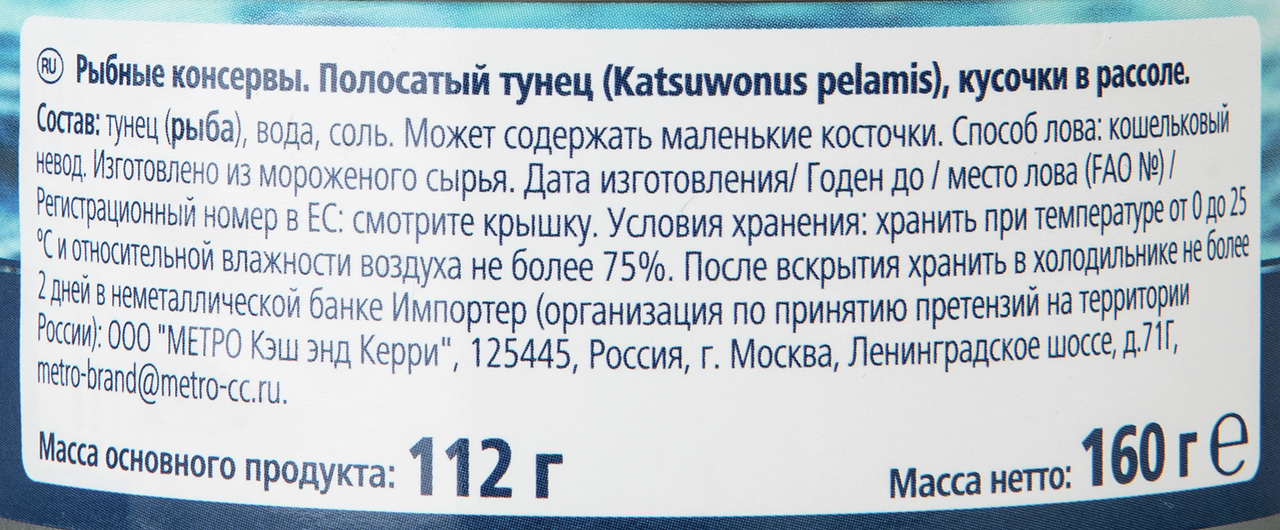 RU Рыбные консервы. Полосатый тунец (Katsuwonus pelamis), кусочки в рассоле.
Состав: тунец (рыба), вода, соль. Может содержать маленькие косточки. Способ лова: кошельковый
невод. Изготовлено из мороженого сырья. Дата изготовления/ Годен до / место лова (FAO №) /
Регистрационный номер в ЕС: смотрите крышку. Условия хранения: хранить при температуре от 0 до 25
°С и относительной влажности воздуха не более 75%. После вскрытия хранить в холодильнике не более
2 дней в неметаллической банке Импортер (организация по принятию претензий на территории
России): ООО "МЕТРО Кэш энд Керри", 125445, Россия, г. Москва, Ленинградское шоссе, д.71Г,
metro-brand@metro-cc.ru.
Масса основного продукта: 112 г
Масса нетто: 160 г ℮